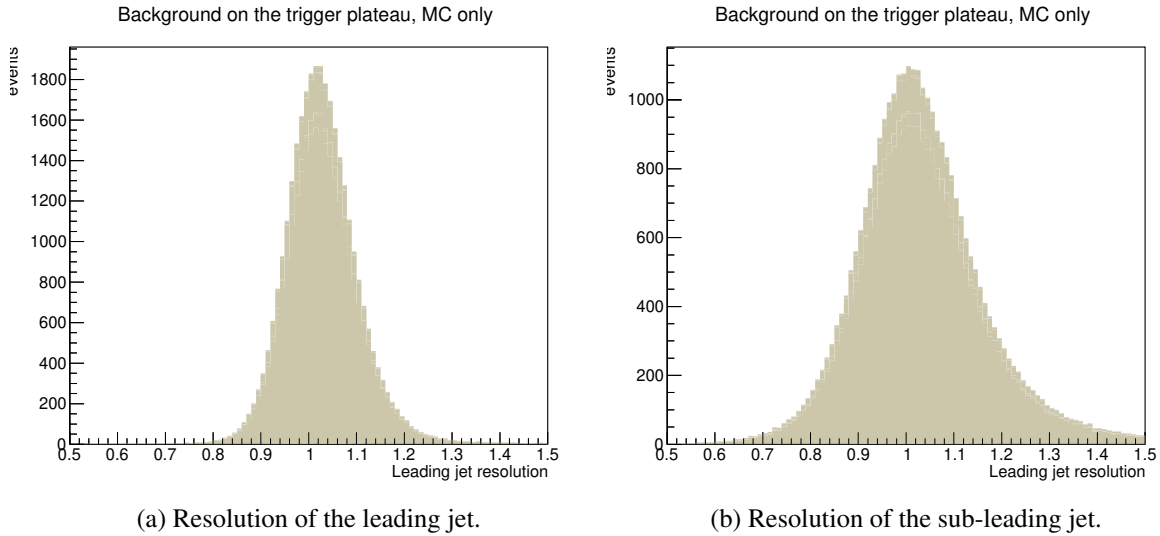 Background on the trigger plateau, MC only
events
1800
1600
1400
1200
1000
800
600
400
200
0
0.5 0.6 0.7 0.8 0.9 1 1.1 1.2 1.3 1.4 1.5
Leading jet resolution
(a) Resolution of the leading jet.
Background on the trigger plateau, MC only
events
1000
800
600
400
200
0
0.5 0.6 0.7 0.8 0.9 1 1.1 1.2 1.3 1.4 1.5
Leading jet resolution
(b) Resolution of the sub-leading jet.